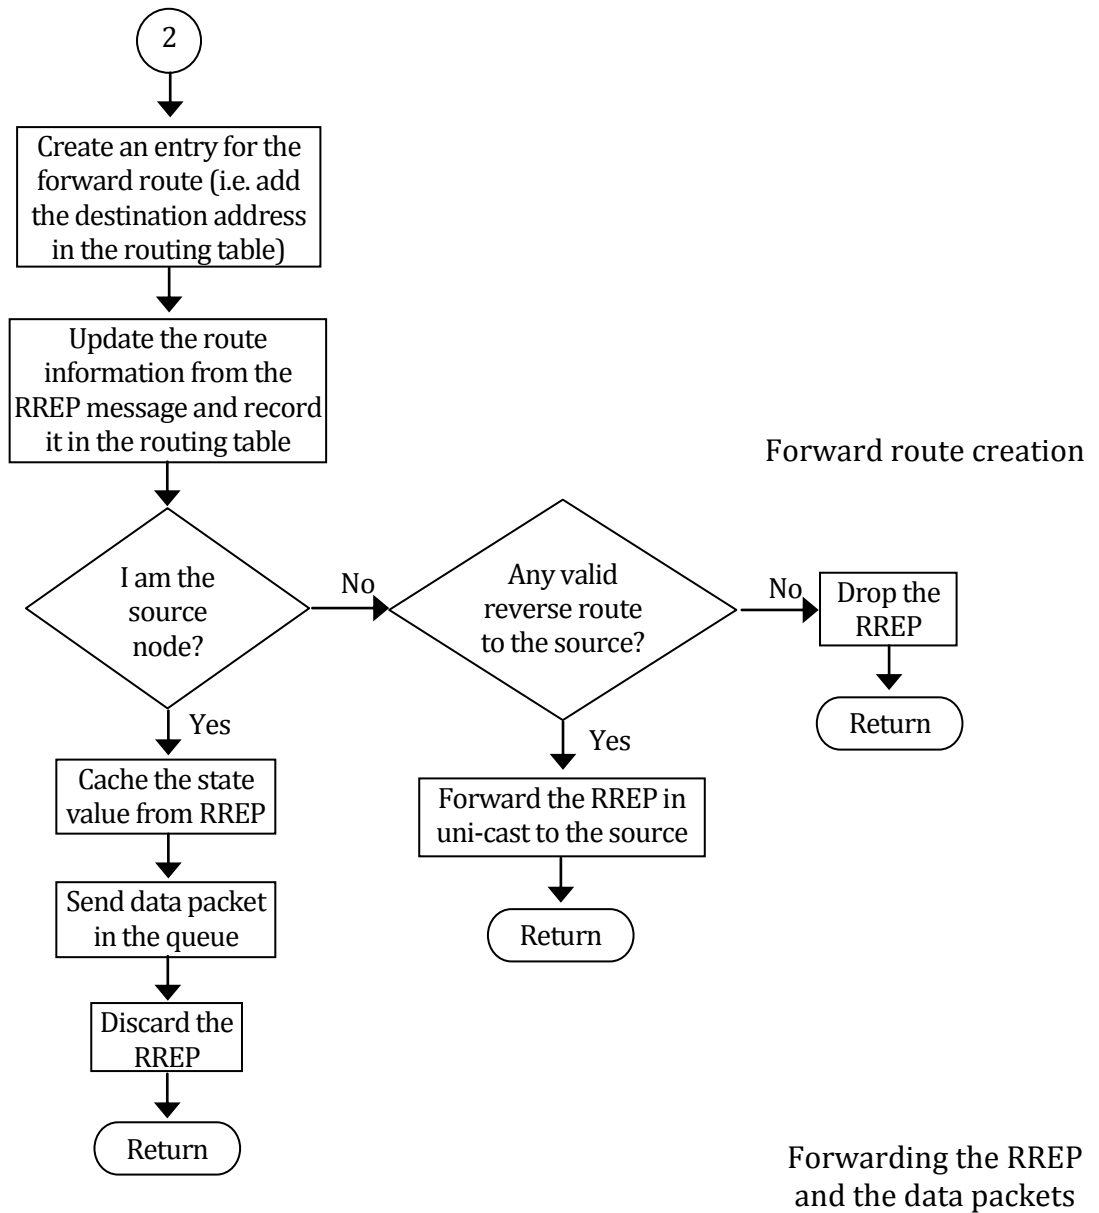 2
Create an entry for the
forward route (i.e. add
the destination address
in the routing table)
Update the route
information from the
RREP message and record
it in the routing table
Forward route creation
I am the
source
node?
No
Any valid
reverse route
to the source?
No
Drop the
RREP
Return
Yes
Yes
Cache the state
value from RREP
Forward the RREP in
uni-cast to the source
Send data packet
in the queue
Return
Discard the
RREP
Return
Forwarding the RREP
and the data packets